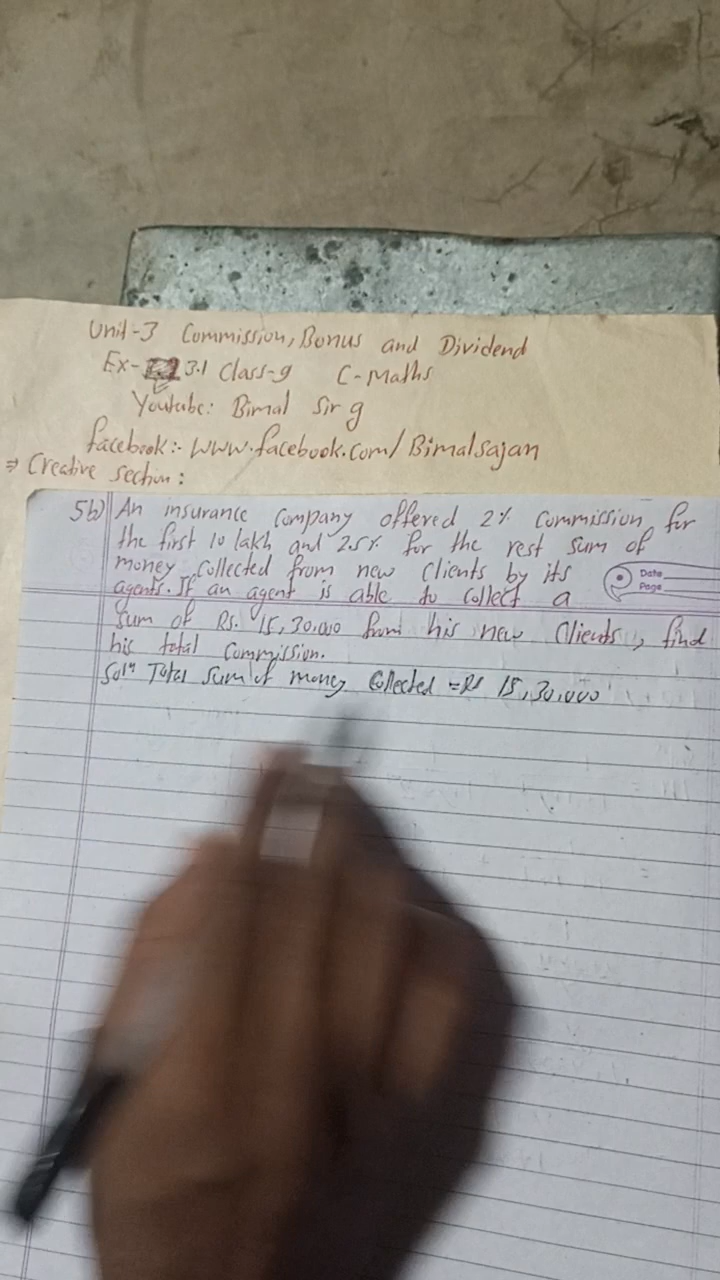 Unit-3 Commission, Bonus and Dividend
Ex- 3.1 Class-9 C-Maths
Youtube: Bimal Sir g
facebook:- www.facebook.com/Bimalsajan
⇒ Creative section:
5b) An insurance company offered 2% commission for
the first 10 lakh and 2.5% for the rest sum of
money collected from new clients by its
agents. If an agent is able to collect a
sum of Rs. 15,30,000 from his new clients, find
his total commission.
Solⁿ Total sum of money collected = Rs 15,30,000
Date
Page